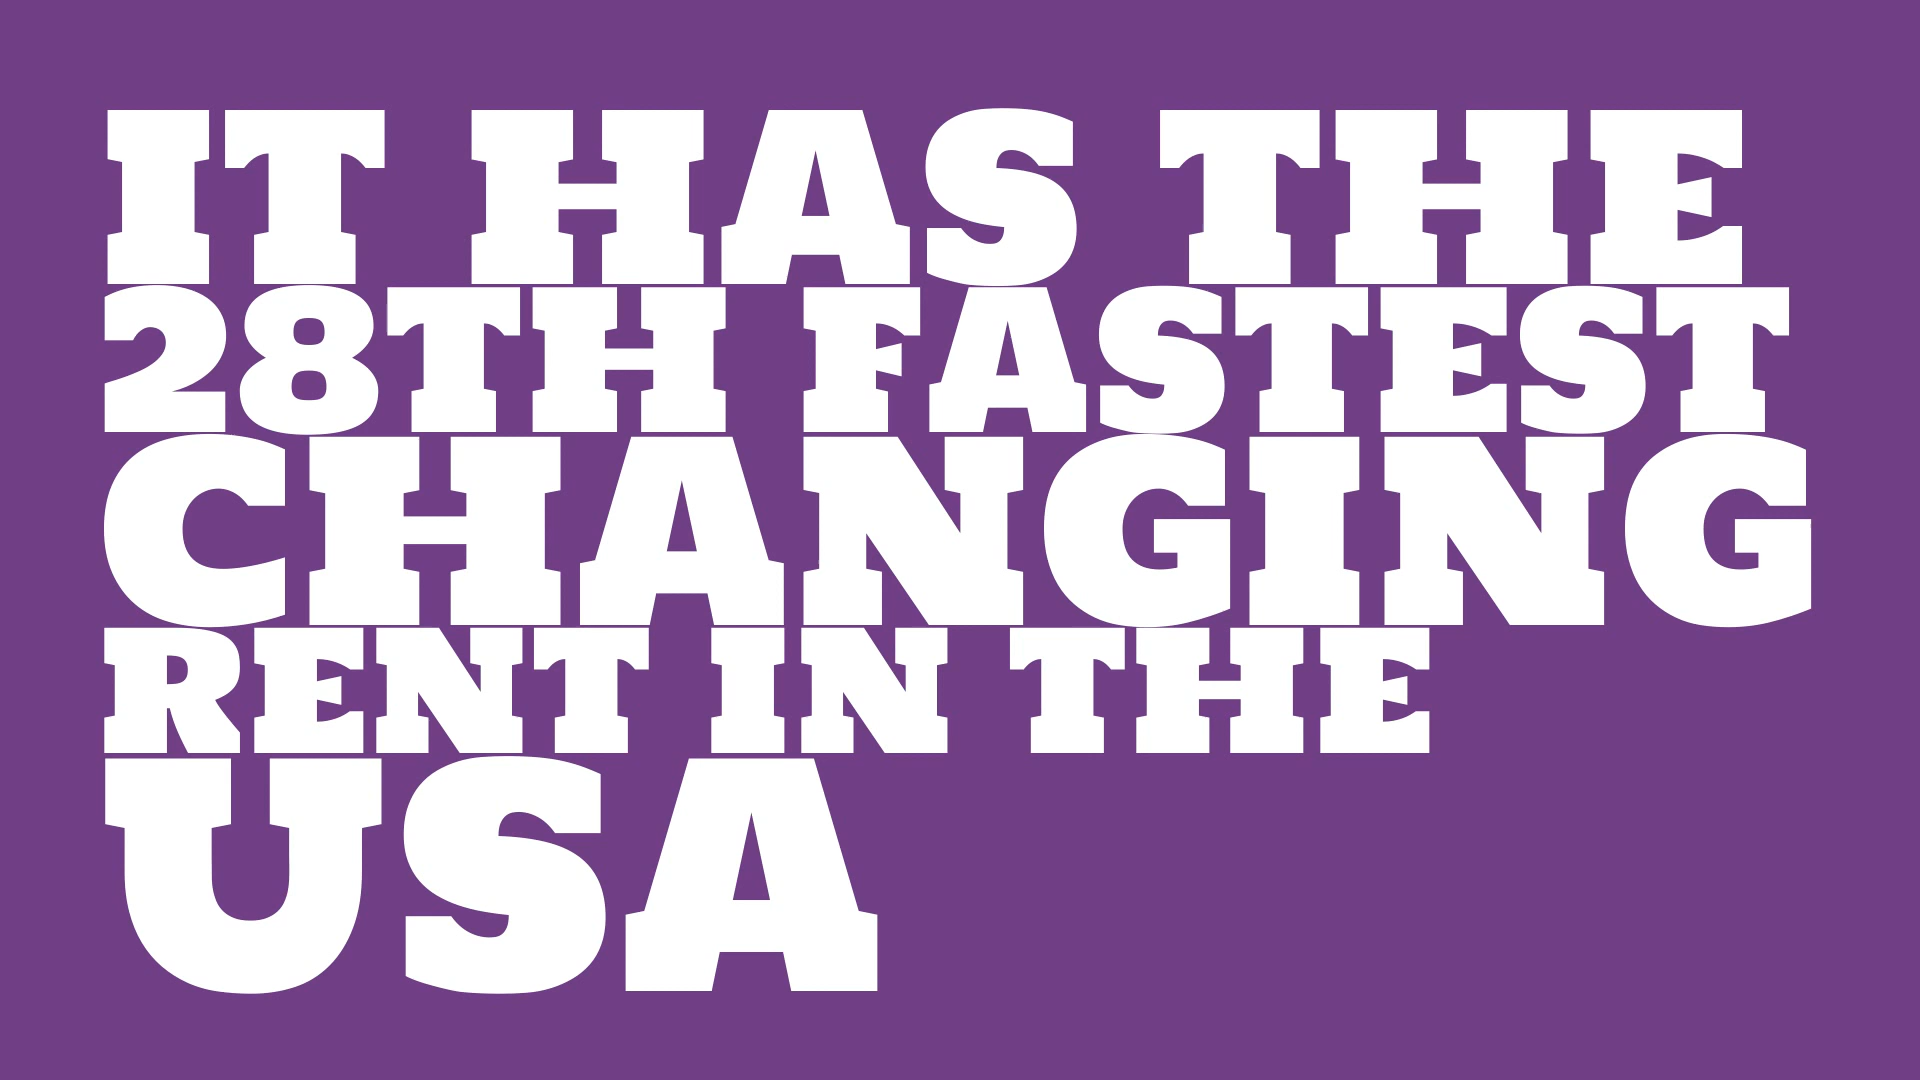 IT HAS THE
28TH FASTEST
CHANGING
RENT IN THE
USA